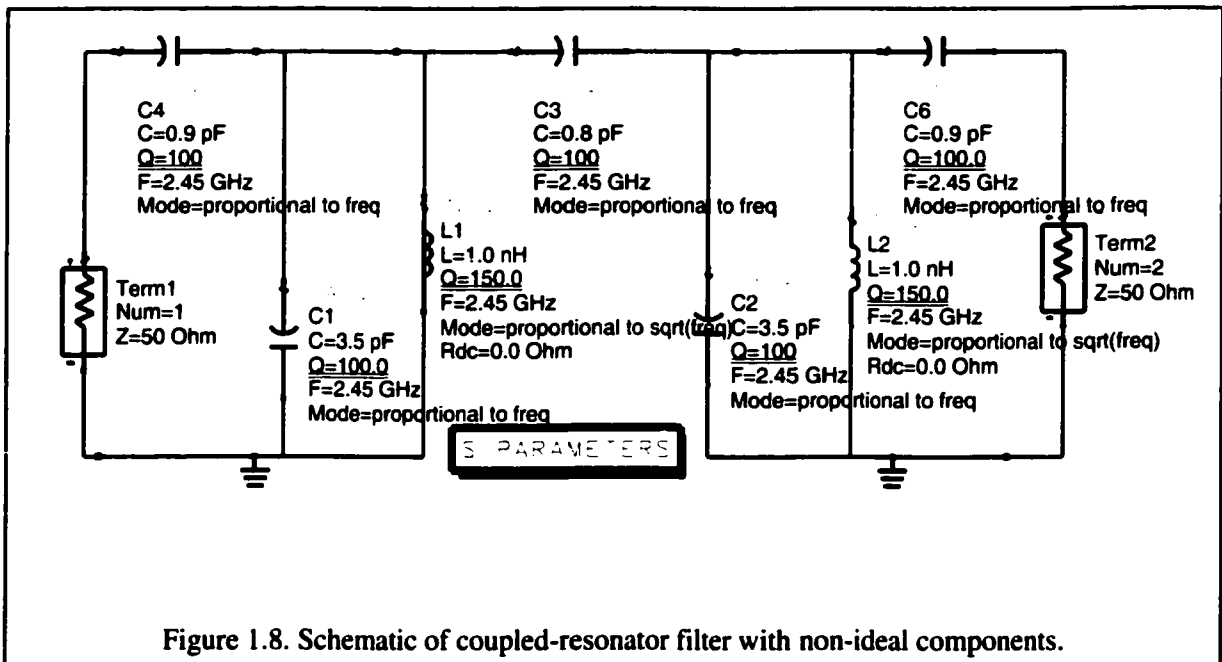 C4
C=0.9 pF
Q=100
F=2.45 GHz
Mode=proportional to freq
C3
C=0.8 pF
Q=100
F=2.45 GHz
Mode=proportional to freq
C6
C=0.9 pF
Q=100.0
F=2.45 GHz
Mode=proportional to freq
Term1
Num=1
Z=50 Ohm
C1
C=3.5 pF
Q=100.0
F=2.45 GHz
Mode=proportional to freq
L1
L=1.0 nH
Q=150.0
F=2.45 GHz
Mode=proportional to sqrt(freq)
Rdc=0.0 Ohm
C2
C=3.5 pF
Q=100
F=2.45 GHz
Mode=proportional to freq
L2
L=1.0 nH
Q=150.0
F=2.45 GHz
Mode=proportional to sqrt(freq)
Rdc=0.0 Ohm
Term2
Num=2
Z=50 Ohm
S PARAMETERS
Figure 1.8. Schematic of coupled-resonator filter with non-ideal components.